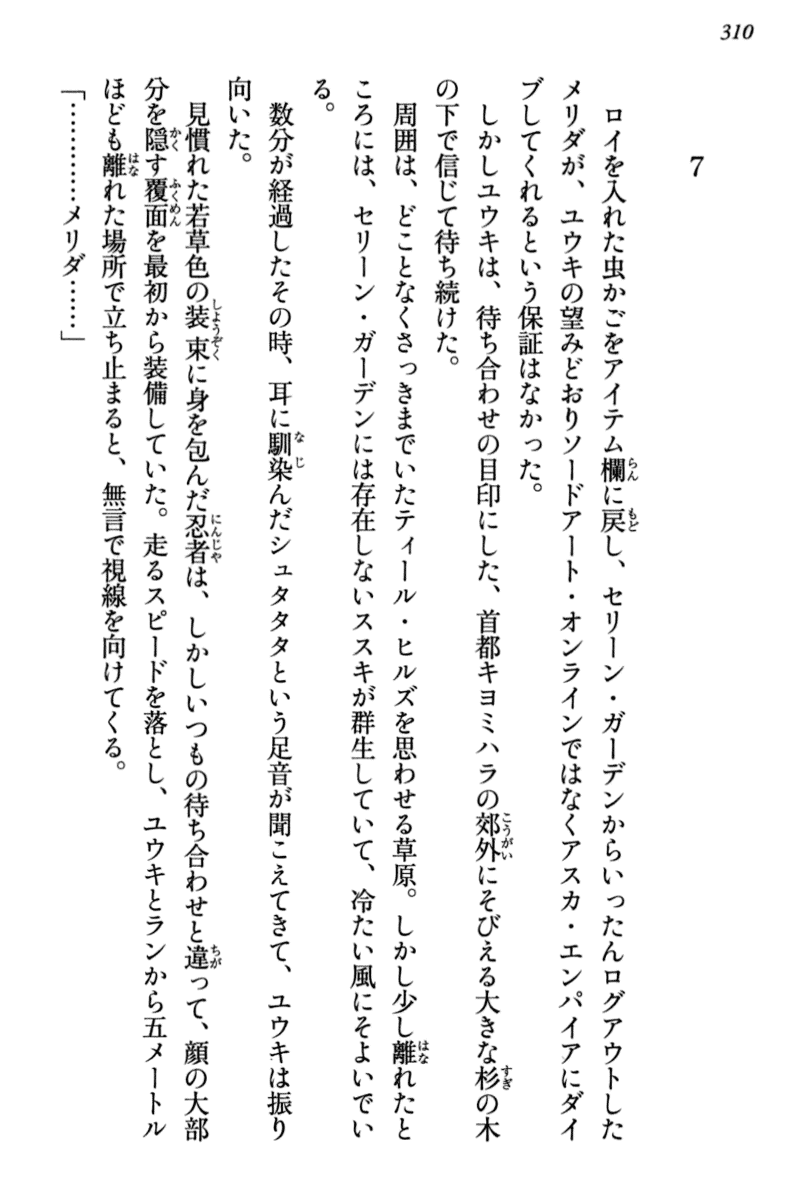 310
7
　ロイを入れた虫かごをアイテム欄に戻し、セリーン・ガーデンからいったんログアウトした
メリダが、ユウキの望みどおりソードアート・オンラインではなくアスカ・エンパイアにダイ
ブしてくれるという保証はなかった。
　しかしユウキは、待ち合わせの目印にした、首都キヨミハラの郊外にそびえる大きな杉の木
の下で信じて待ち続けた。
　周囲は、どことなくさっきまでいたティール・ヒルズを思わせる草原。しかし少し離れたと
ころには、セリーン・ガーデンには存在しないススキが群生していて、冷たい風にそよいでい
る。
　数分が経過したその時、耳に馴染んだシュタタタという足音が聞こえてきて、ユウキは振り
向いた。
　見慣れた若草色の装束に身を包んだ忍者は、しかしいつもの待ち合わせと違って、顔の大部
分を隠す覆面を最初から装備していた。走るスピードを落とし、ユウキとランから五メートル
ほども離れた場所で立ち止まると、無言で視線を向けてくる。
「…………メリダ……」